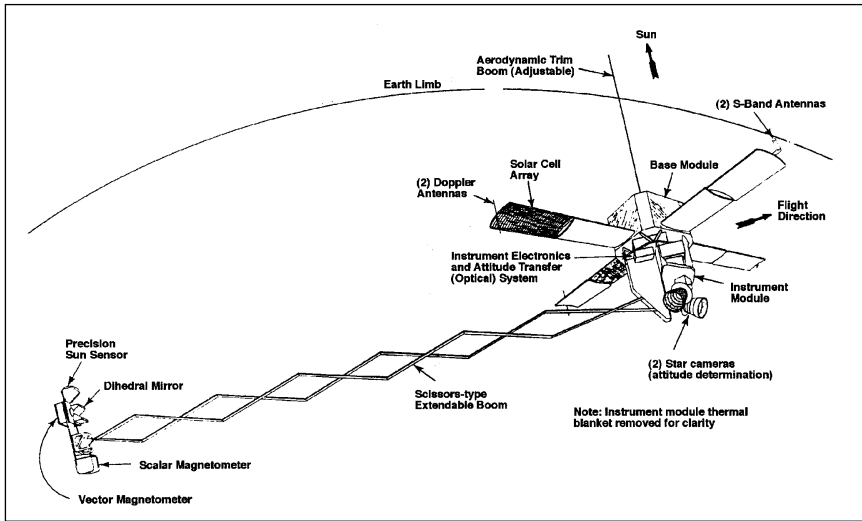 Sun
Aerodynamic Trim
Boom (Adjustable)
Earth Limb
(2) S-Band Antennas
Solar Cell
Array
Base Module
(2) Doppler
Antennas
Flight
Direction
Instrument Electronics
and Attitude Transfer
(Optical) System
Instrument
Module
Precision
Sun Sensor
(2) Star cameras
(attitude determination)
Dihedral Mirror
Scissors-type
Extendable Boom
Note: Instrument module thermal
blanket removed for clarity
Scalar Magnetometer
Vector Magnetometer